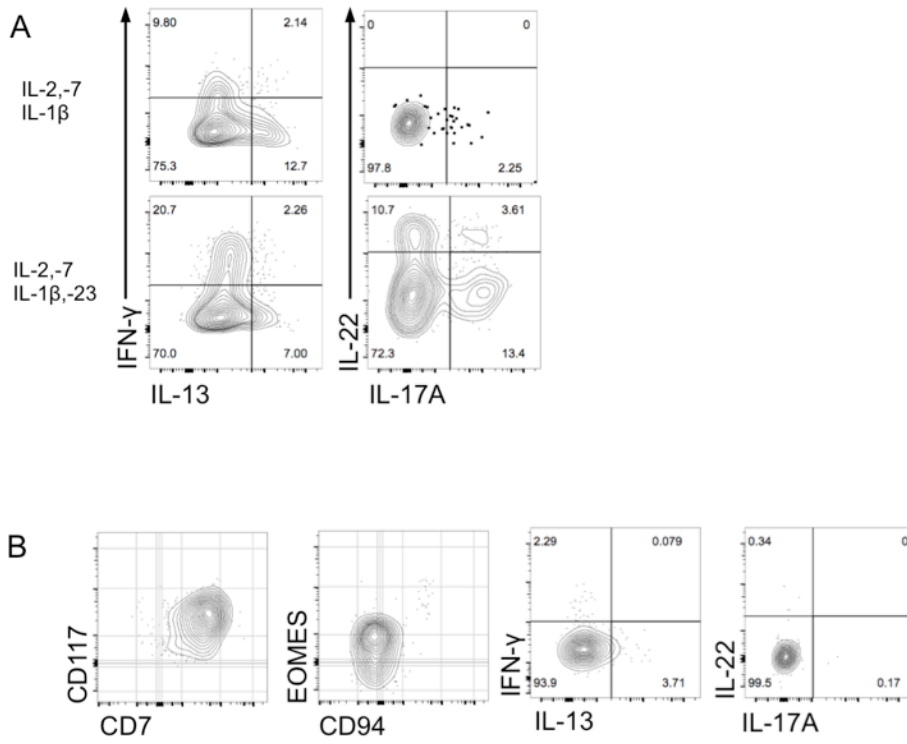 A
IL-2,-7
IL-1β
IFN-γ
9.80 2.14
75.3 12.7
IL-22
0 0
97.8 2.25
IL-2,-7
IL-1β,-23
20.7 2.26
70.0 7.00
10.7 3.61
72.3 13.4
IL-13
IL-17A
B
CD117
CD7
EOMES
CD94
IFN-γ
2.29 0.079
93.9 3.71
IL-13
IL-22
0.34 0
99.5 0.17
IL-17A